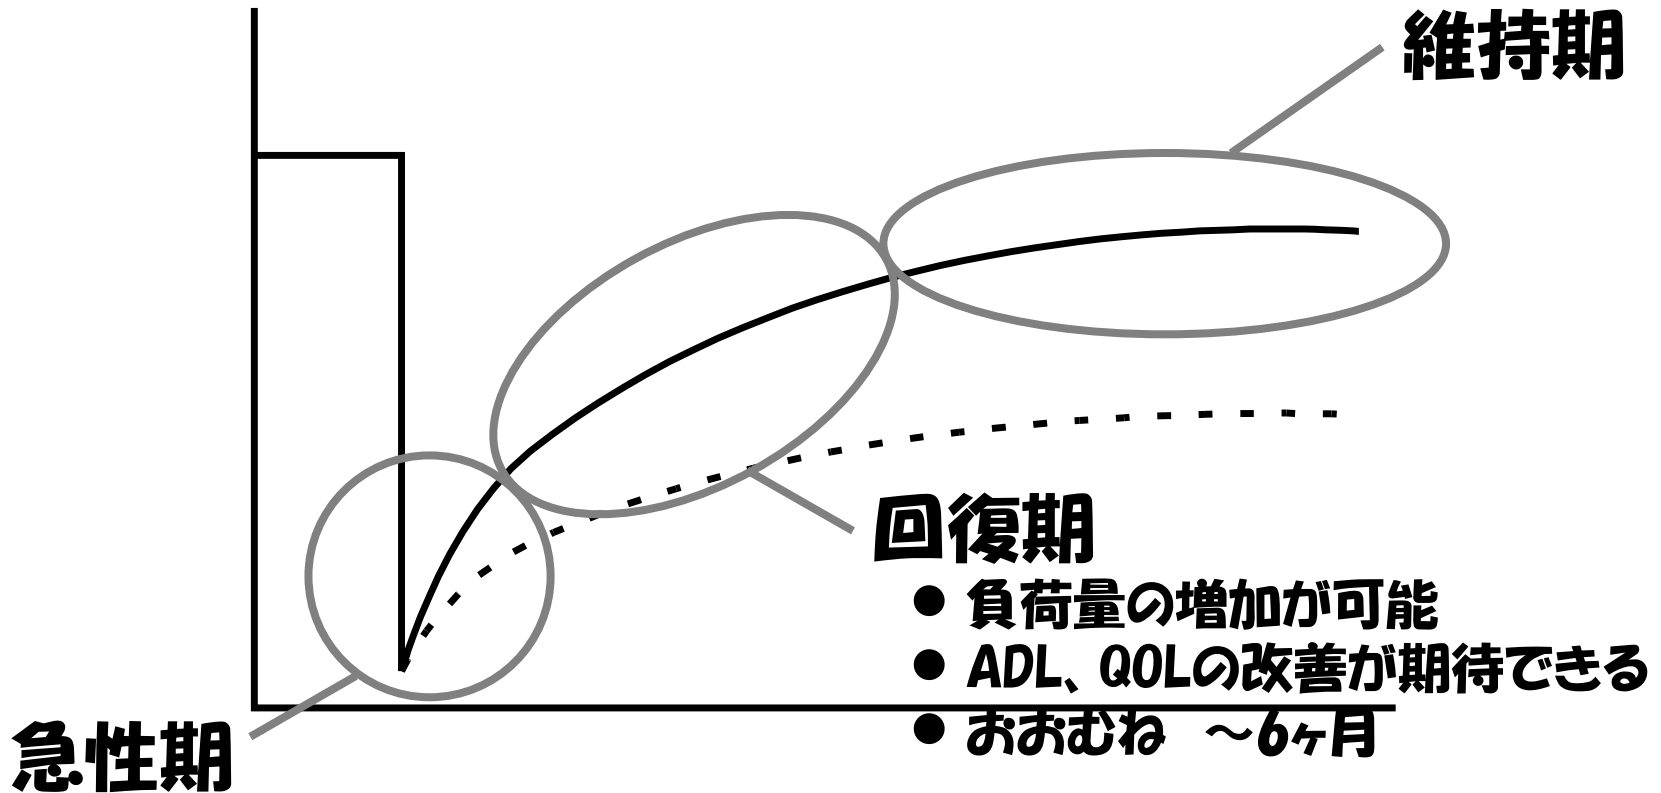 維持期
回復期
● 負荷量の増加が可能
● ADL、QOLの改善が期待できる
● おおむね　～6ヶ月
急性期